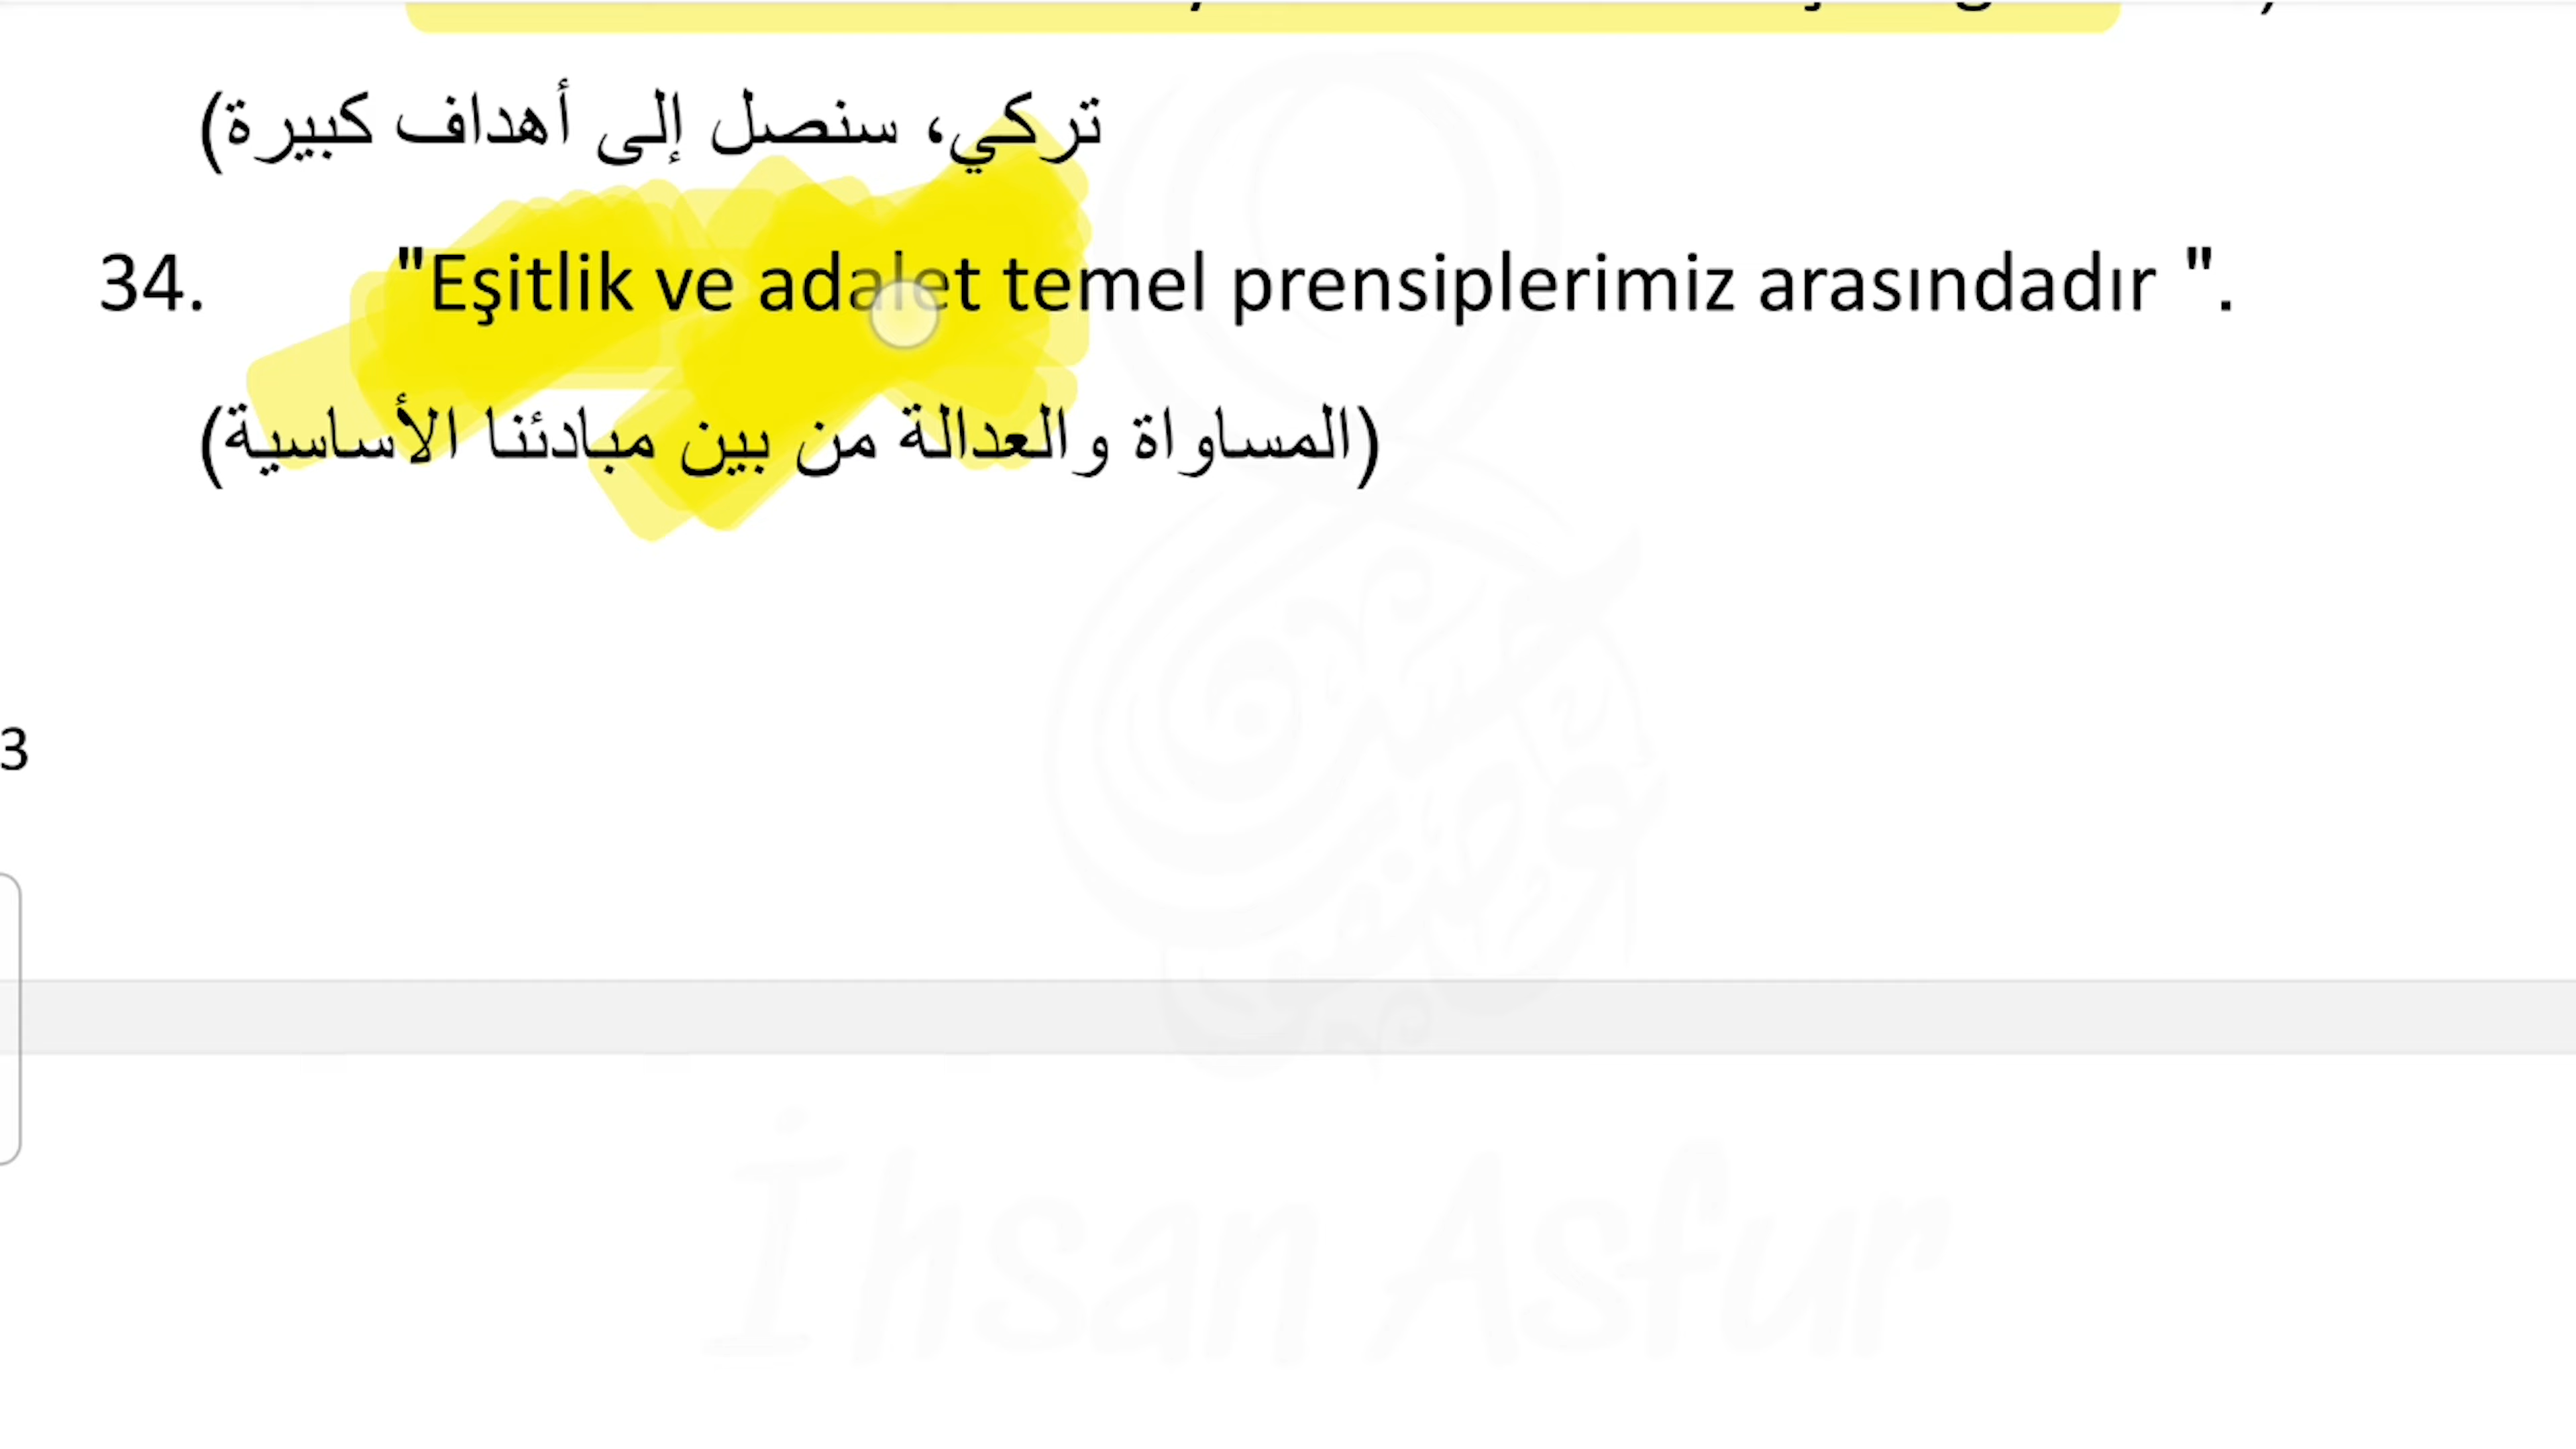 تركي، سنصل إلى أهداف كبيرة)
34. "Eşitlik ve adalet temel prensiplerimiz arasındadır ".
(المساواة والعدالة من بين مبادئنا الأساسية)
3
İhsan Asfur